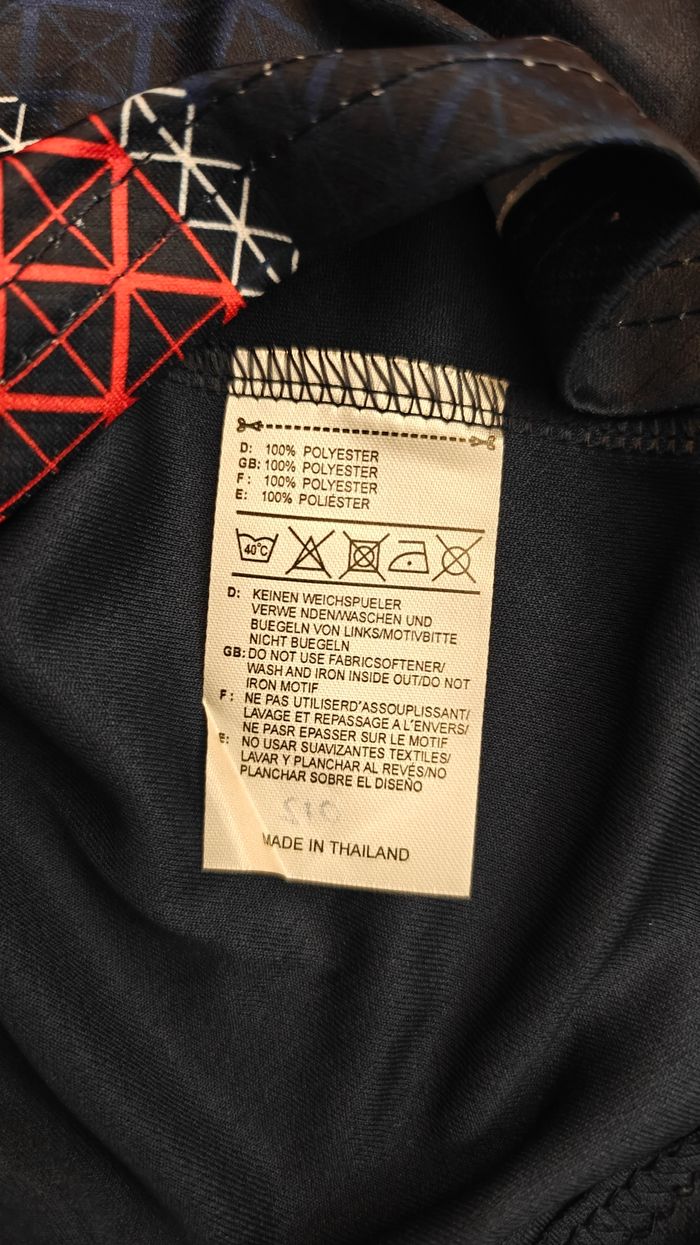 D: 100% POLYESTER
GB: 100% POLYESTER
F: 100% POLYESTER
E: 100% POLIÉSTER
40°C
D: KEINEN WEICHSPUELER
VERWE NDEN/WASCHEN UND
BUEGELN VON LINKS/MOTIVBITTE
NICHT BUEGELN
GB: DO NOT USE FABRICSOFTENER/
WASH AND IRON INSIDE OUT/DO NOT
IRON MOTIF
F: NE PAS UTILISERD'ASSOUPLISSANT/
LAVAGE ET REPASSAGE A L'ENVERS/
NE PASR EPASSER SUR LE MOTIF
E: NO USAR SUAVIZANTES TEXTILES/
LAVAR Y PLANCHAR AL REVÉS/NO
PLANCHAR SOBRE EL DISEÑO
MADE IN THAILAND